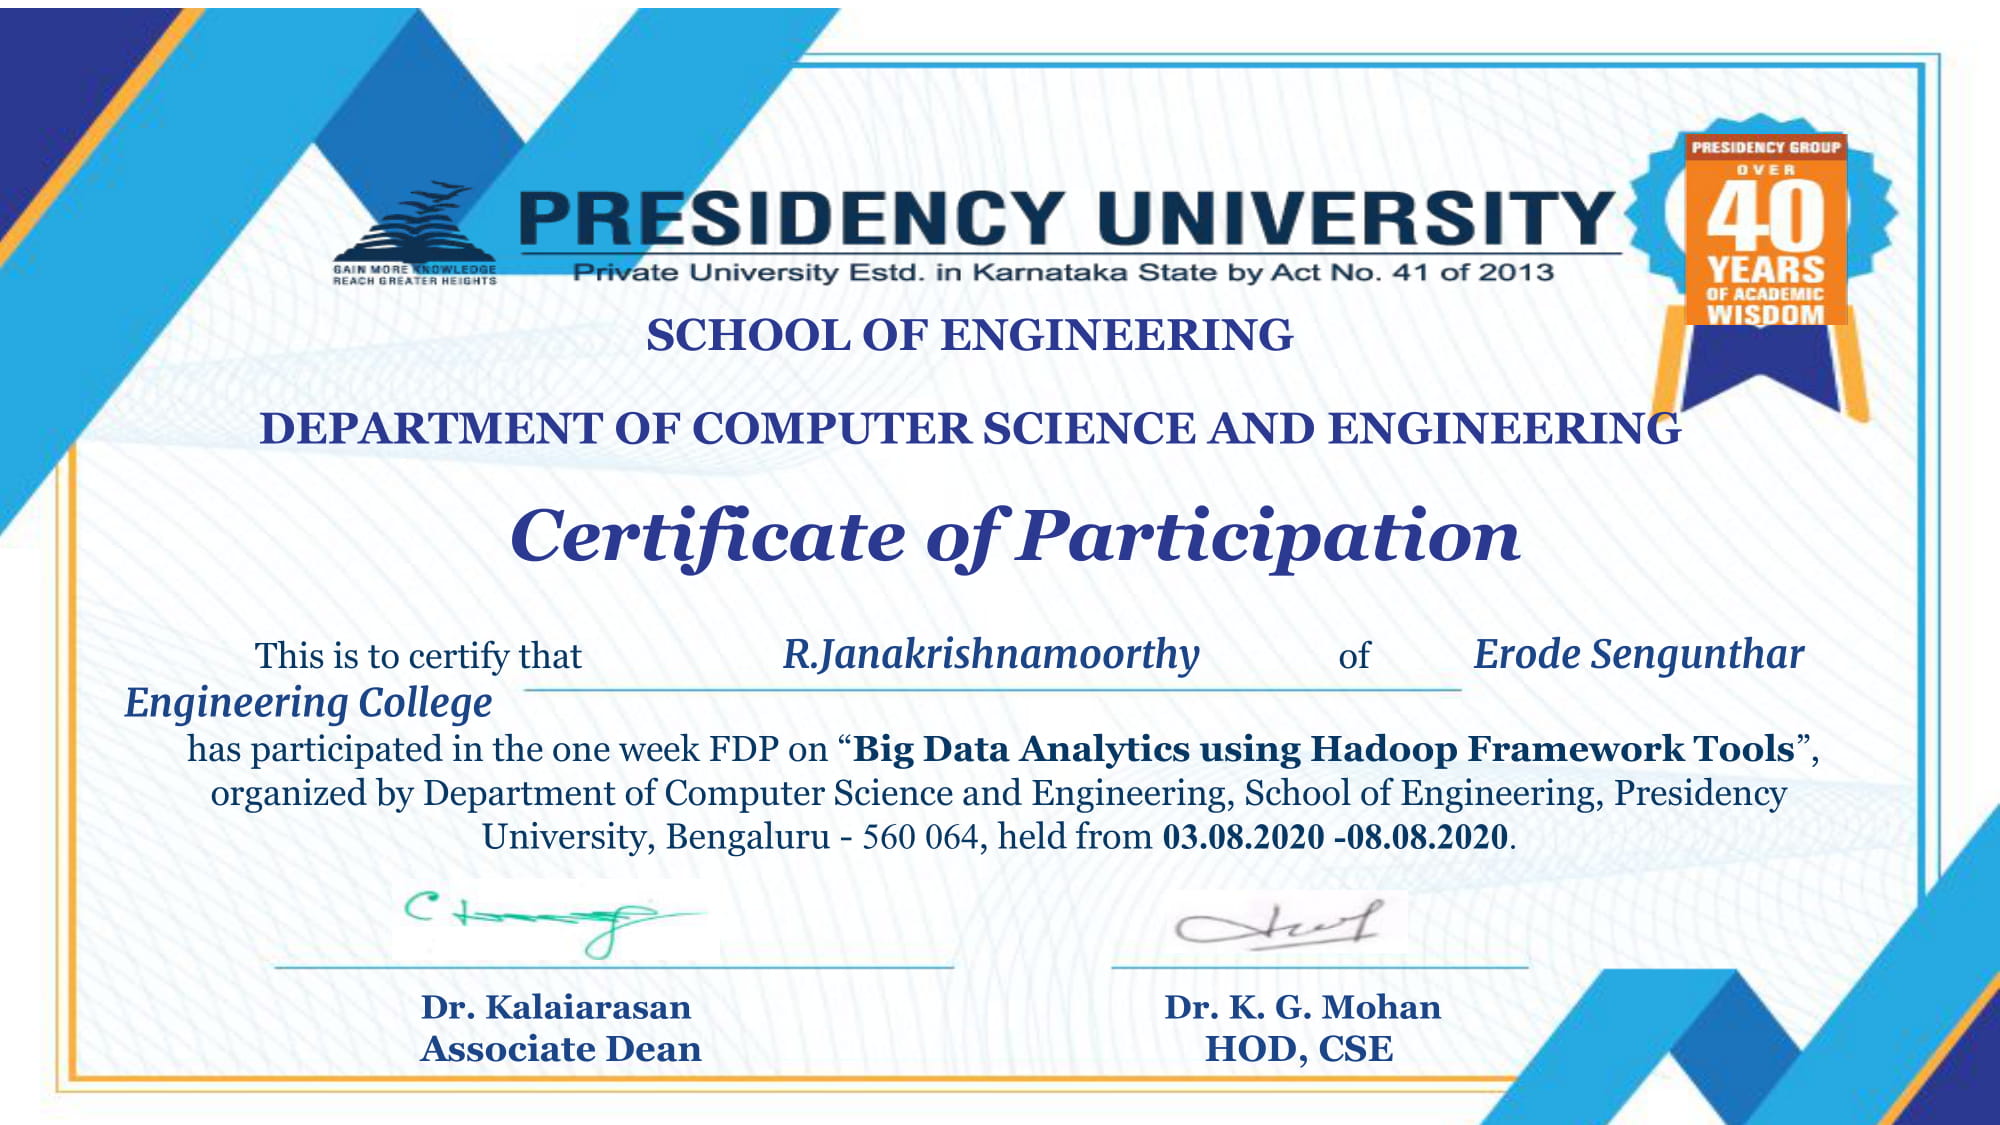 PRESIDENCY GROUP
OVER
40
YEARS
OF ACADEMIC
WISDOM
GAIN MORE KNOWLEDGE
REACH GREATER HEIGHTS
PRESIDENCY UNIVERSITY
Private University Estd. in Karnataka State by Act No. 41 of 2013
SCHOOL OF ENGINEERING
DEPARTMENT OF COMPUTER SCIENCE AND ENGINEERING
Certificate of Participation
This is to certify that R.Janakrishnamoorthy of Erode Sengunthar
Engineering College
has participated in the one week FDP on “Big Data Analytics using Hadoop Framework Tools”,
organized by Department of Computer Science and Engineering, School of Engineering, Presidency
University, Bengaluru - 560 064, held from 03.08.2020 -08.08.2020.
Dr. Kalaiarasan
Associate Dean
Dr. K. G. Mohan
HOD, CSE